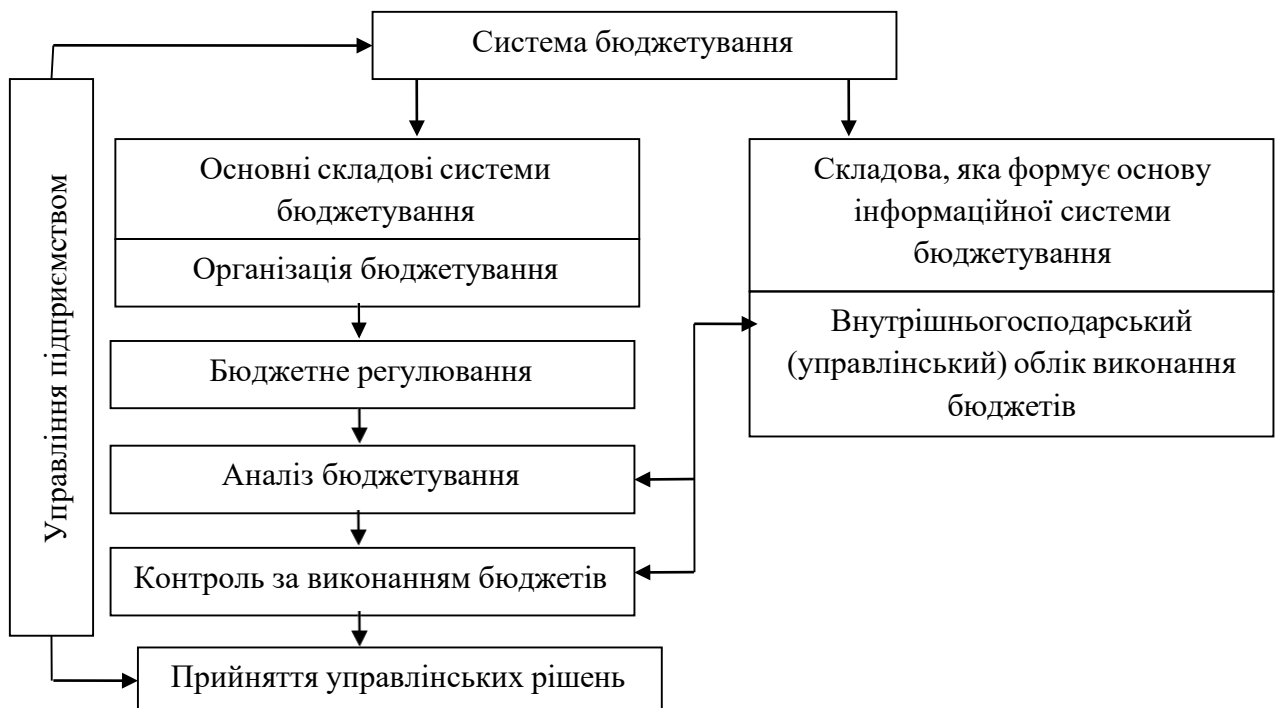 Система бюджетування
Управління підприємством
Основні складові системи
бюджетування
Організація бюджетування
Бюджетне регулювання
Аналіз бюджетування
Контроль за виконанням бюджетів
Прийняття управлінських рішень
Складова, яка формує основу
інформаційної системи
бюджетування
Внутрішньогосподарський
(управлінський) облік виконання
бюджетів